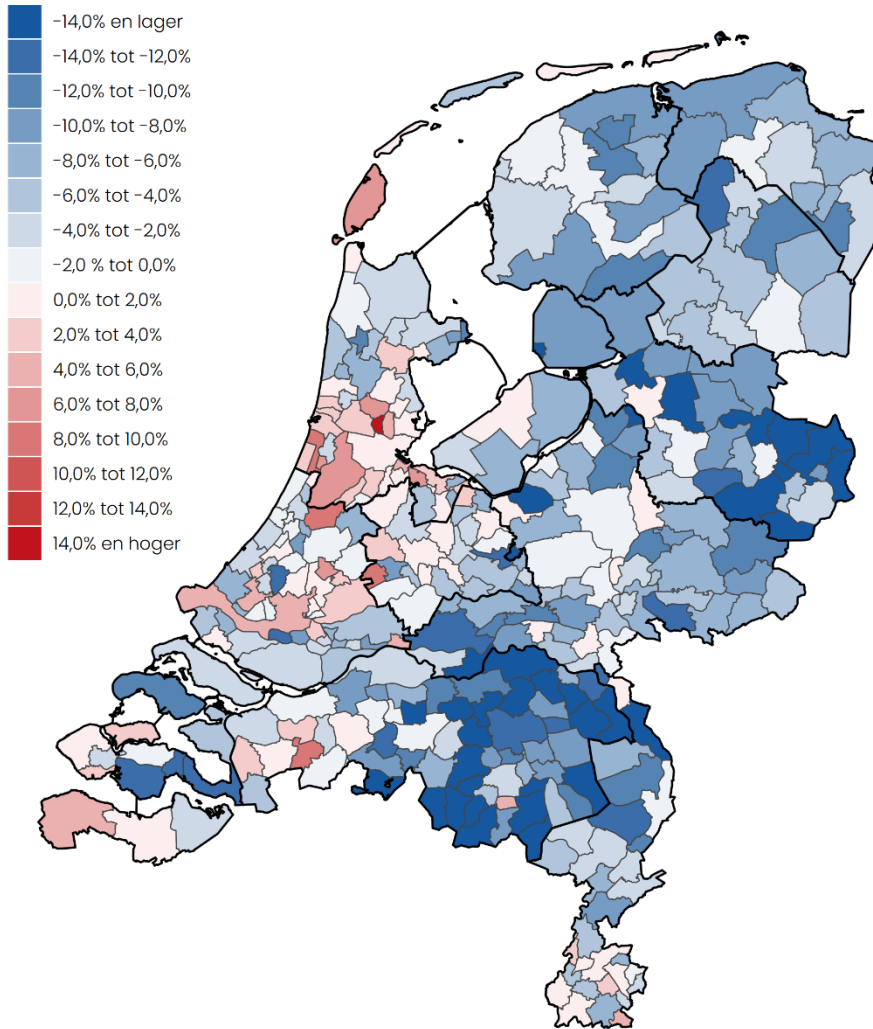 -14,0% en lager
-14,0% tot -12,0%
-12,0% tot -10,0%
-10,0% tot -8,0%
-8,0% tot -6,0%
-6,0% tot -4,0%
-4,0% tot -2,0%
-2,0 % tot 0,0%
0,0% tot 2,0%
2,0% tot 4,0%
4,0% tot 6,0%
6,0% tot 8,0%
8,0% tot 10,0%
10,0% tot 12,0%
12,0% tot 14,0%
14,0% en hoger